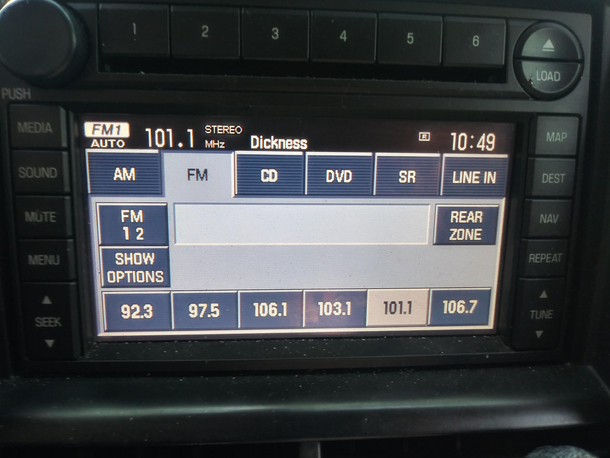 1 2 3 4 5 6
LOAD
PUSH
MEDIA
SOUND
MUTE
MENU
SEEK
FM1 101.1 STEREO Dickness R 10:49
AUTO MHz
AM FM CD DVD SR LINE IN
FM
1 2
REAR
ZONE
SHOW
OPTIONS
92.3 97.5 106.1 103.1 101.1 106.7
MAP
DEST
NAV
REPEAT
TUNE